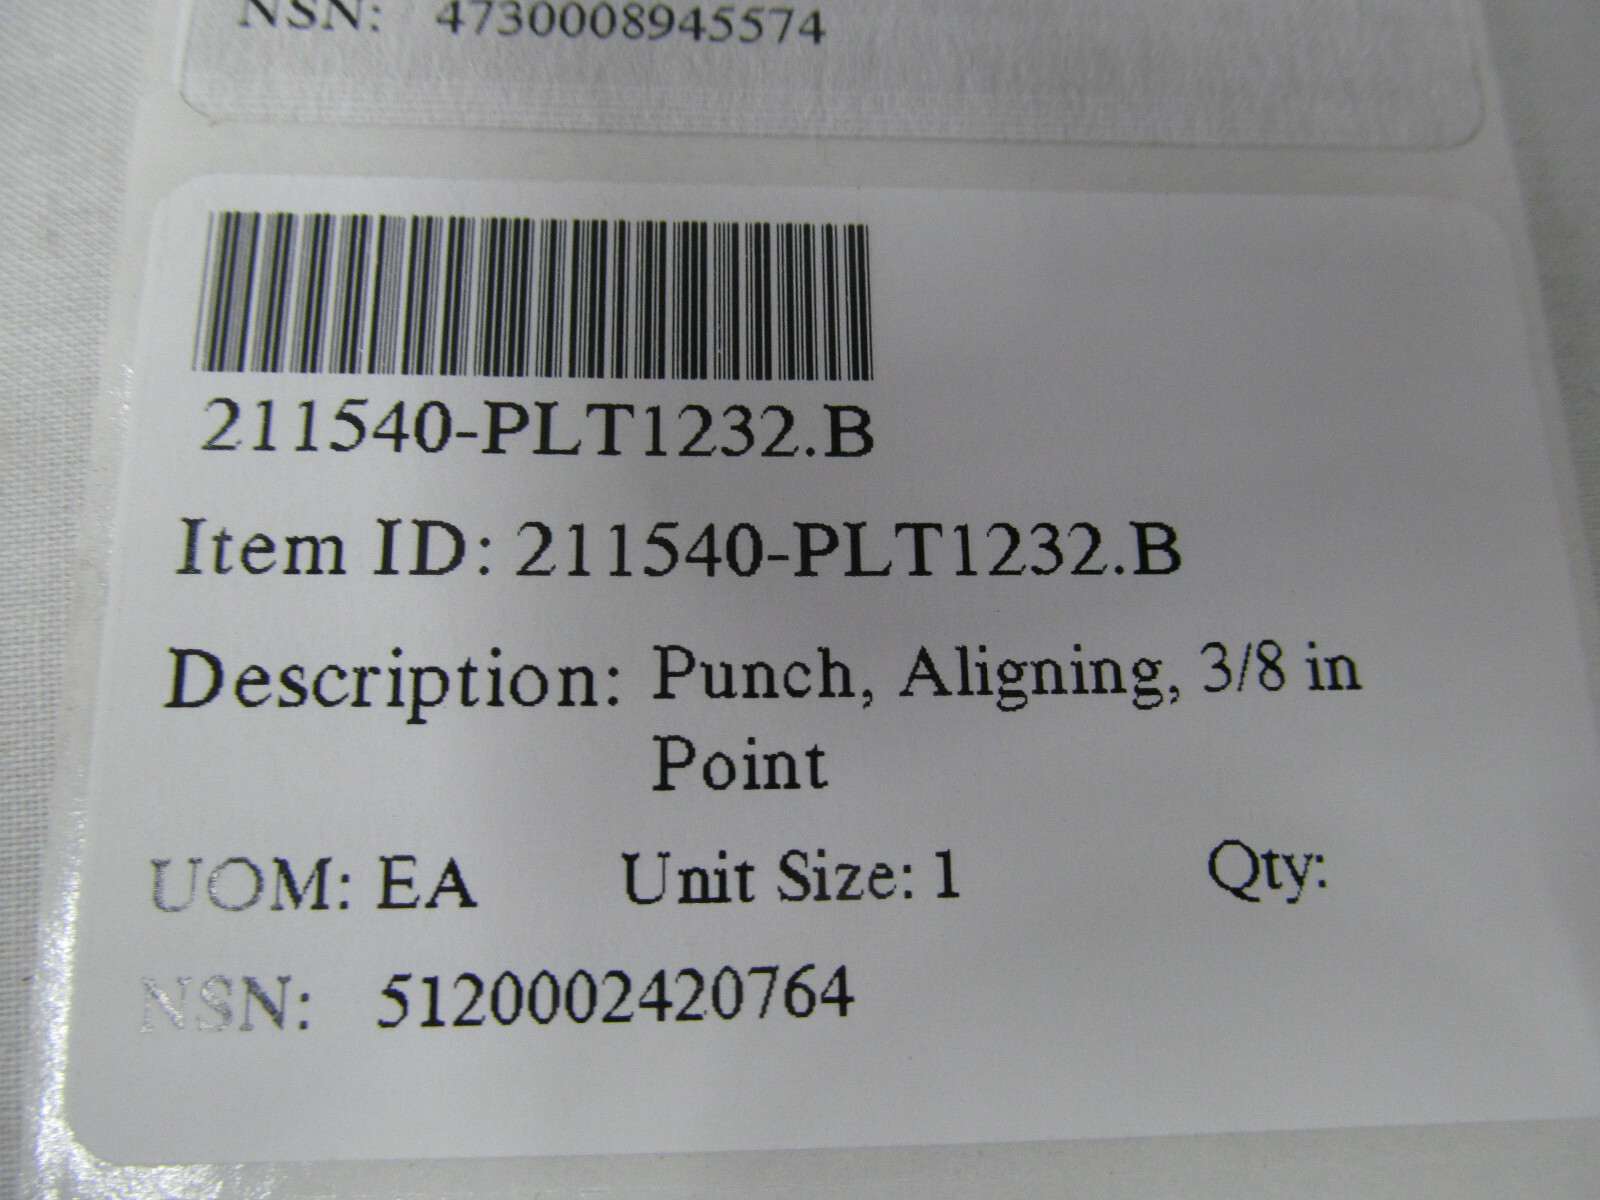 NSN: 4730008945574
211540-PLT1232.B
Item ID: 211540-PLT1232.B
Description: Punch, Aligning, 3/8 in
Point
UOM: EA Unit Size: 1 Qty:
NSN: 5120002420764